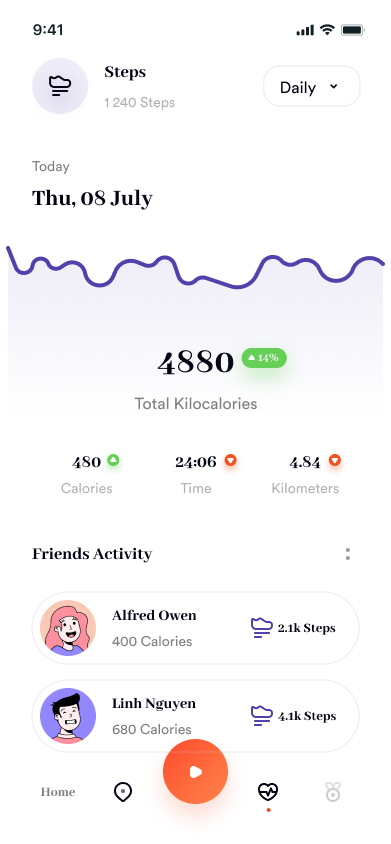 9:41
Steps
1 240 Steps
Daily
Today
Thu, 08 July
4880
14%
Total Kilocalories
480
24:06
4.84
Calories
Time
Kilometers
Friends Activity
Alfred Owen
400 Calories
2.1k Steps
Linh Nguyen
680 Calories
4.1k Steps
Home